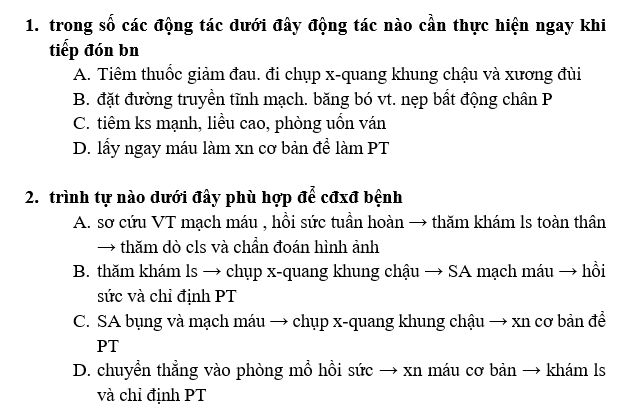 1. trong số các động tác dưới đây động tác nào cần thực hiện ngay khi
tiếp đón bn
A. Tiêm thuốc giảm đau. đi chụp x-quang khung chậu và xương đùi
B. đặt đường truyền tĩnh mạch. băng bó vt. nẹp bất động chân P
C. tiêm ks mạnh, liều cao, phòng uốn ván
D. lấy ngay máu làm xn cơ bản để làm PT
2. trình tự nào dưới đây phù hợp để cđxđ bệnh
A. sơ cứu VT mạch máu , hồi sức tuần hoàn → thăm khám ls toàn thân
→ thăm dò cls và chẩn đoán hình ảnh
B. thăm khám ls → chụp x-quang khung chậu → SA mạch máu → hồi
sức và chỉ định PT
C. SA bụng và mạch máu → chụp x-quang khung chậu → xn cơ bản để
PT
D. chuyển thẳng vào phòng mổ hồi sức → xn máu cơ bản → khám ls
và chỉ định PT